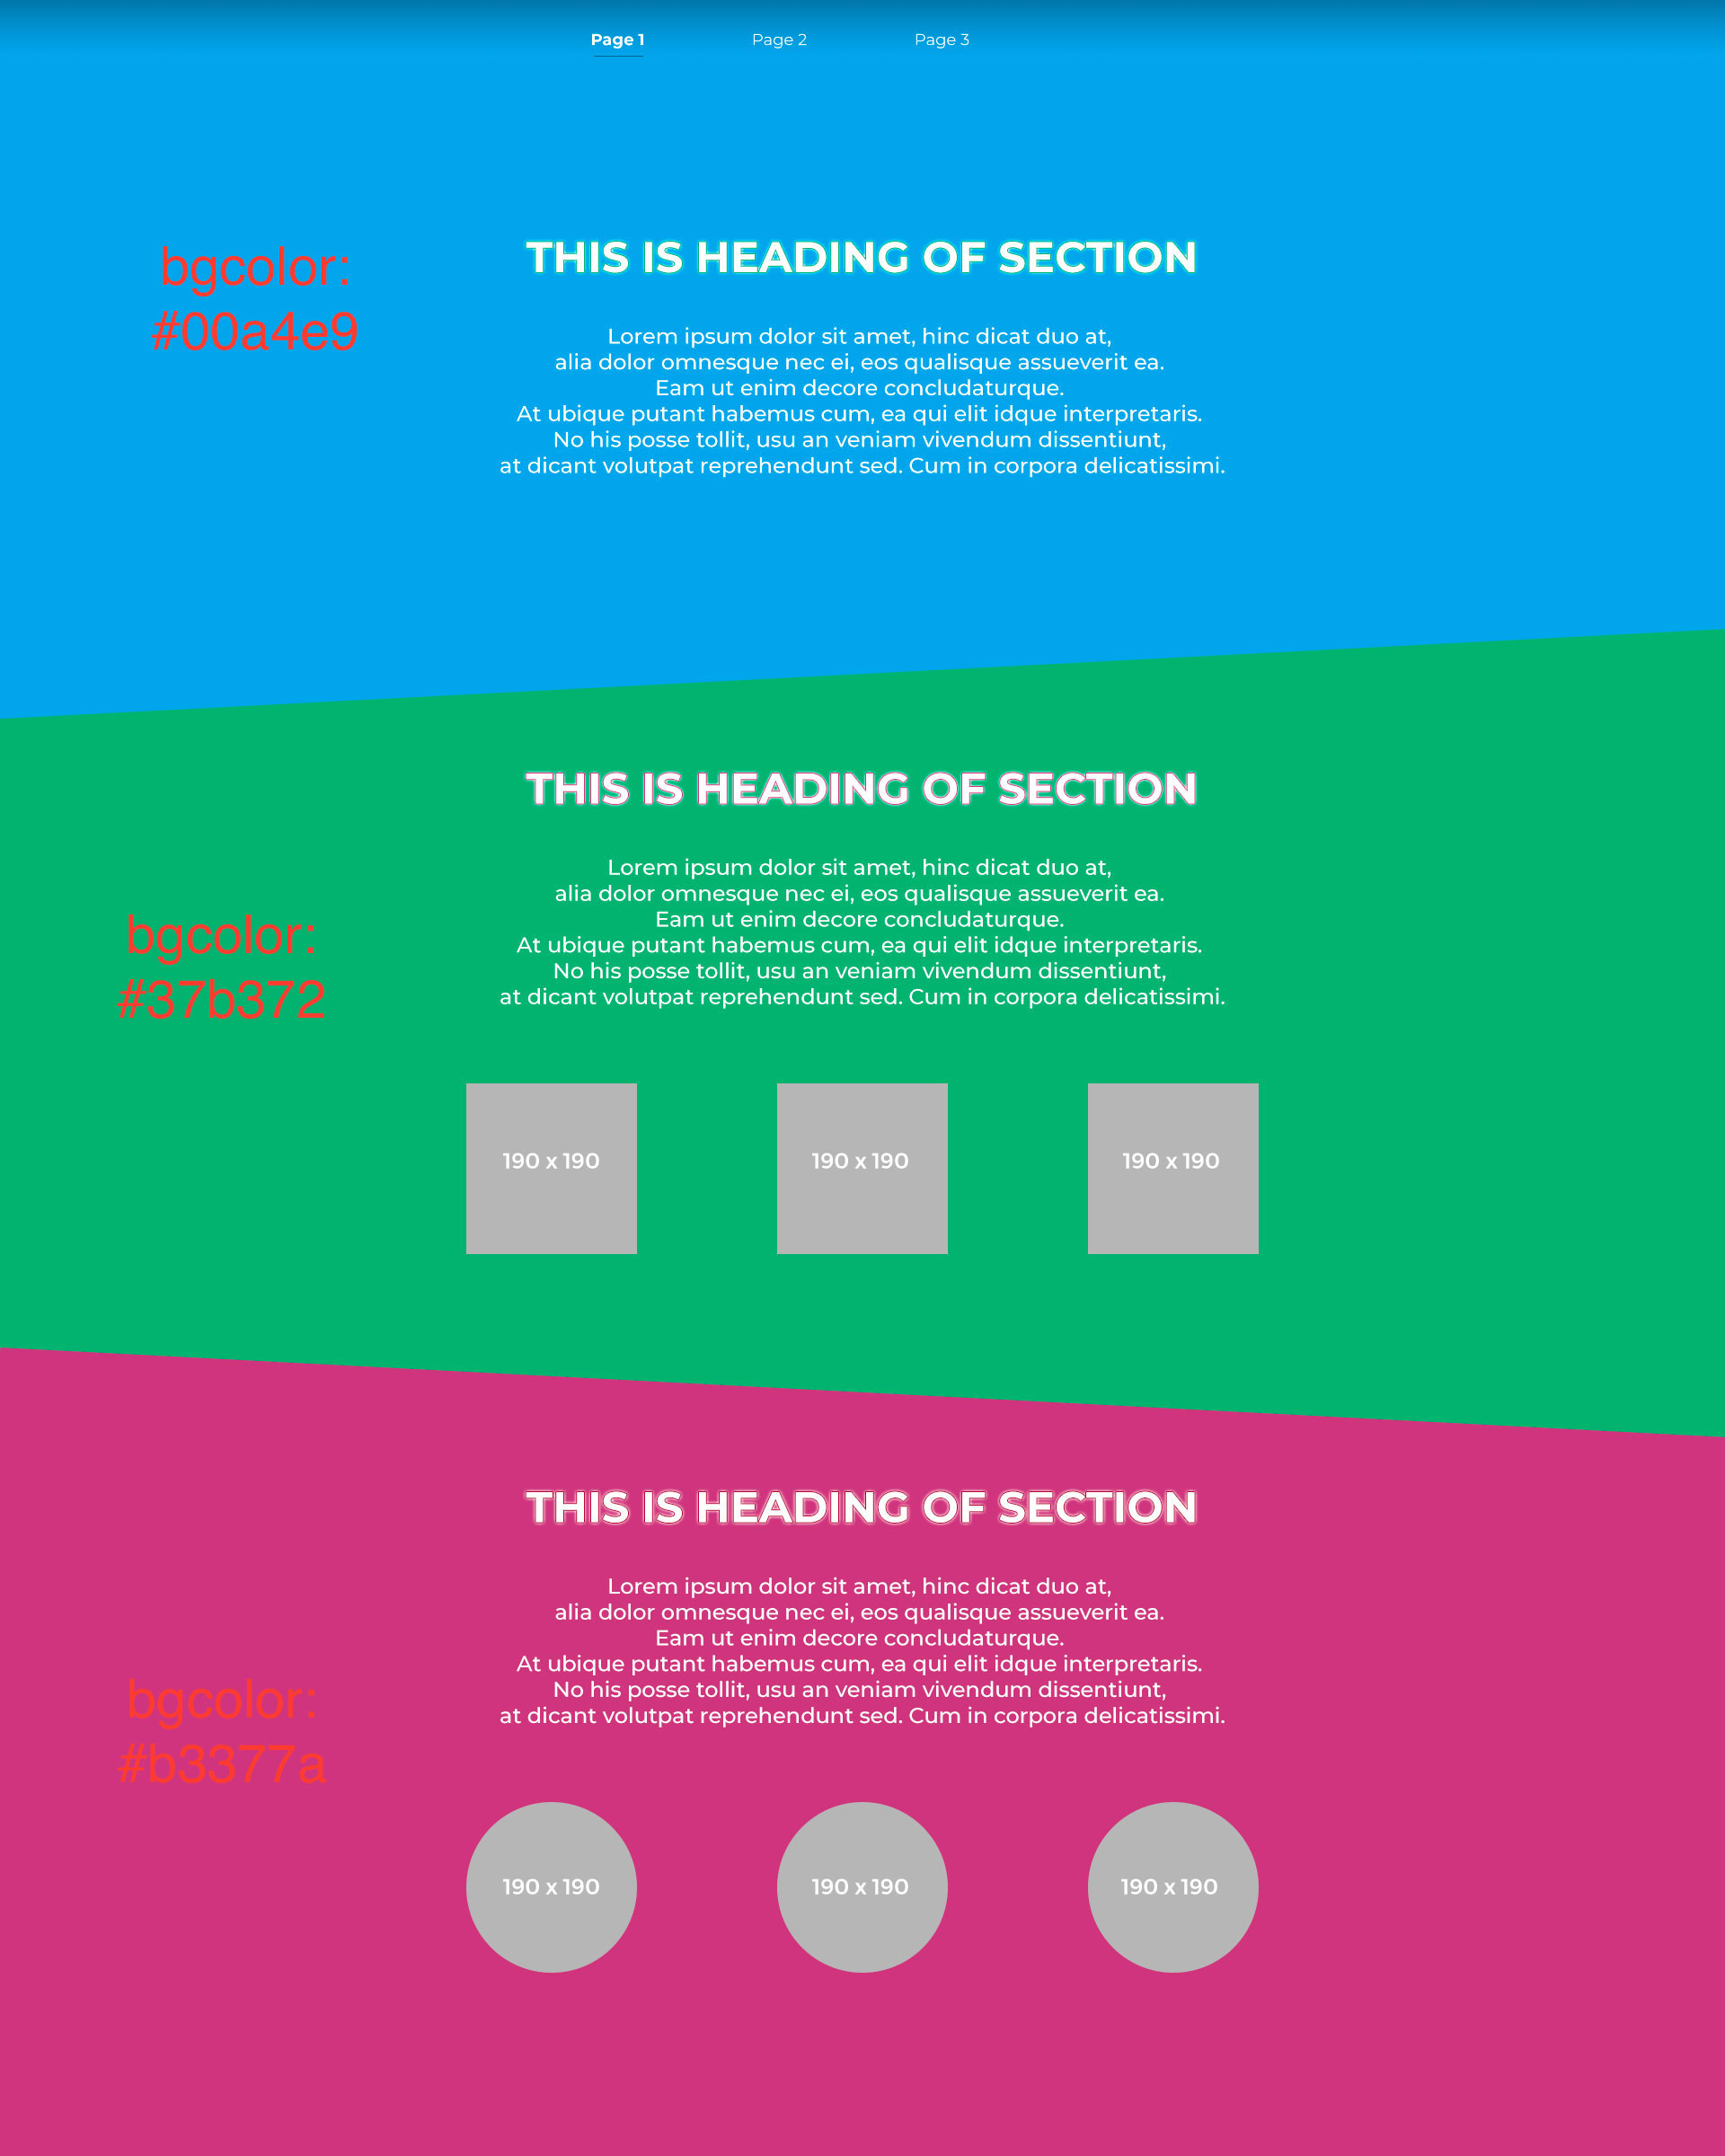 Page 1 Page 2 Page 3
THIS IS HEADING OF SECTION
bgcolor:
#00a4e9
Lorem ipsum dolor sit amet, hinc dicat duo at,
alia dolor omnesque nec ei, eos qualisque assueverit ea.
Eam ut enim decore concludaturque.
At ubique putant habemus cum, ea qui elit idque interpretaris.
No his posse tollit, usu an veniam vivendum dissentiunt,
at dicant volutpat reprehendunt sed. Cum in corpora delicatissimi.
THIS IS HEADING OF SECTION
Lorem ipsum dolor sit amet, hinc dicat duo at,
alia dolor omnesque nec ei, eos qualisque assueverit ea.
Eam ut enim decore concludaturque.
At ubique putant habemus cum, ea qui elit idque interpretaris.
No his posse tollit, usu an veniam vivendum dissentiunt,
at dicant volutpat reprehendunt sed. Cum in corpora delicatissimi.
bgcolor:
#37b372
190 x 190 190 x 190 190 x 190
THIS IS HEADING OF SECTION
Lorem ipsum dolor sit amet, hinc dicat duo at,
alia dolor omnesque nec ei, eos qualisque assueverit ea.
Eam ut enim decore concludaturque.
At ubique putant habemus cum, ea qui elit idque interpretaris.
No his posse tollit, usu an veniam vivendum dissentiunt,
at dicant volutpat reprehendunt sed. Cum in corpora delicatissimi.
bgcolor:
#b3377a
190 x 190 190 x 190 190 x 190